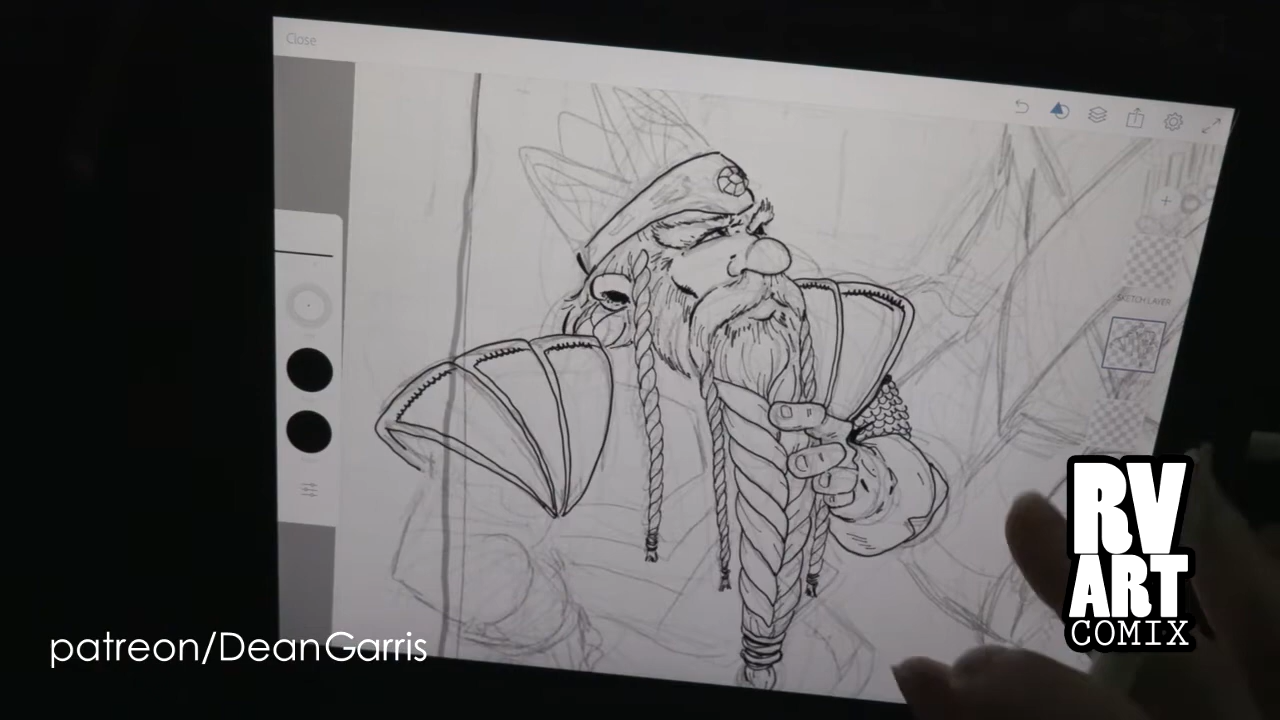 Close
SKETCH LAYER
RV
ART
COMIX
patreon/DeanGarris